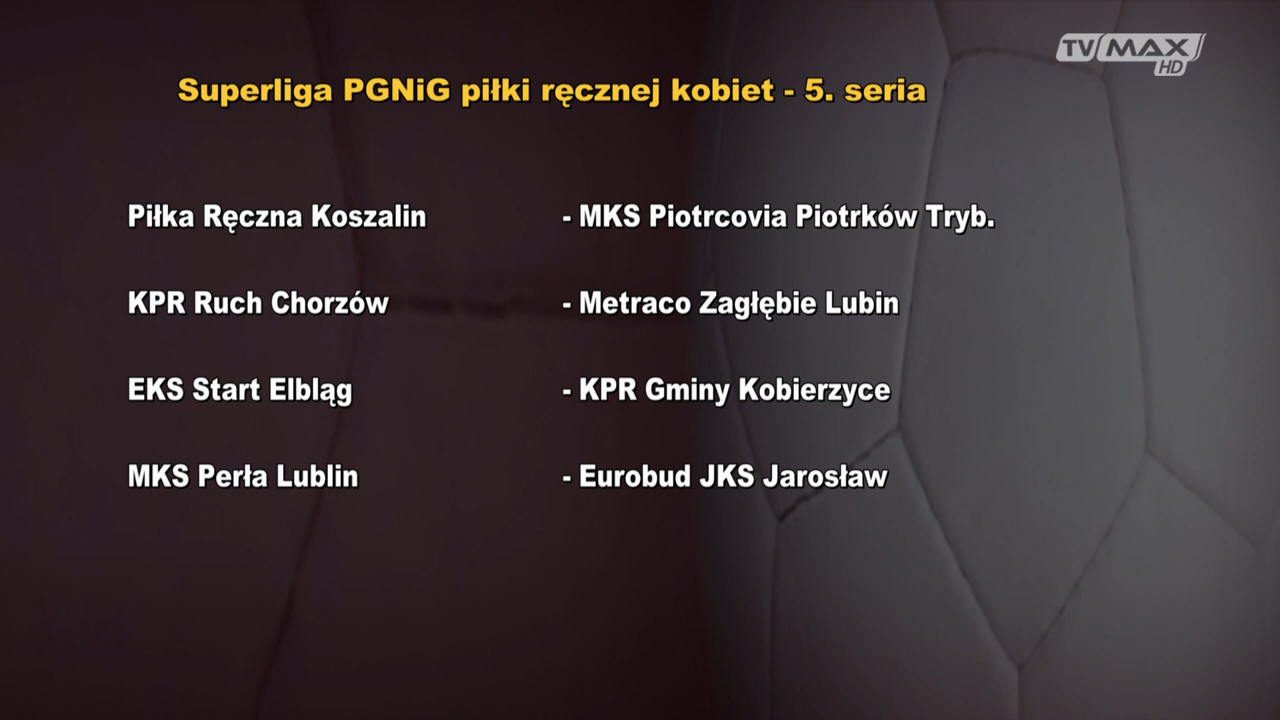 TV MAX
HD
Superliga PGNiG piłki ręcznej kobiet - 5. seria
Piłka Ręczna Koszalin - MKS Piotrcovia Piotrków Tryb.
KPR Ruch Chorzów - Metraco Zagłębie Lubin
EKS Start Elbląg - KPR Gminy Kobierzyce
MKS Perła Lublin - Eurobud JKS Jarosław